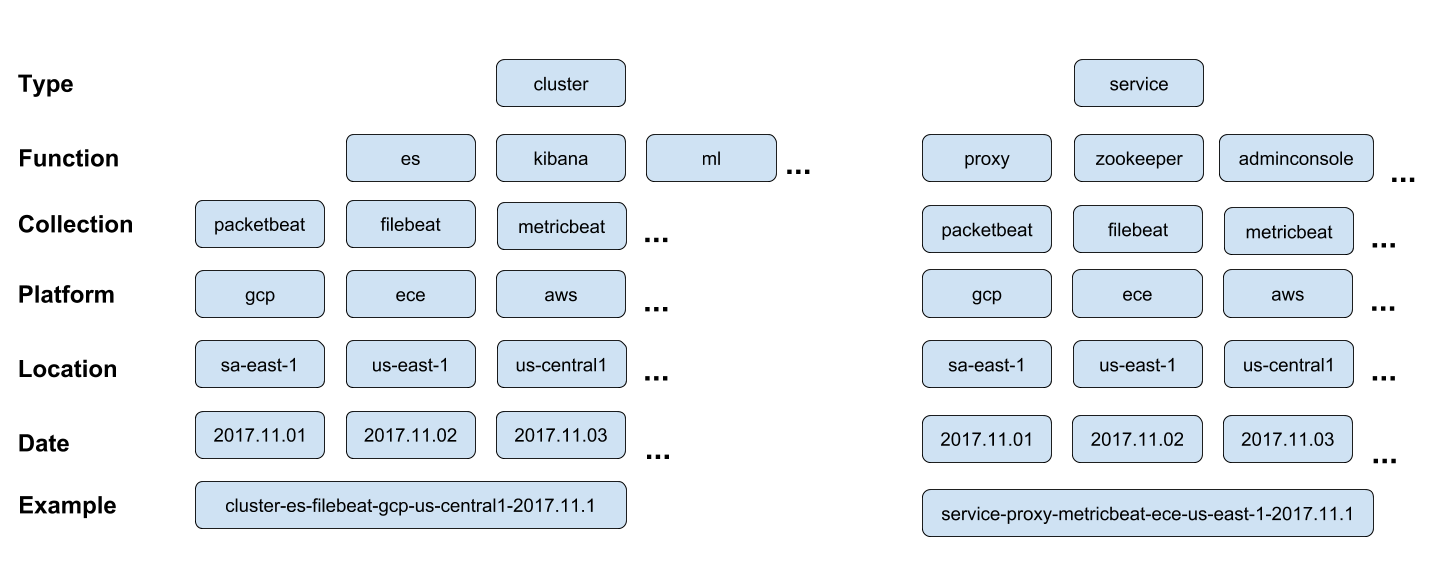 Type cluster service
Function es kibana ml ... proxy zookeeper adminconsole ...
Collection packetbeat filebeat metricbeat ... packetbeat filebeat metricbeat ...
Platform gcp ece aws ... gcp ece aws ...
Location sa-east-1 us-east-1 us-central1 ... sa-east-1 us-east-1 us-central1 ...
Date 2017.11.01 2017.11.02 2017.11.03 ... 2017.11.01 2017.11.02 2017.11.03 ...
Example cluster-es-filebeat-gcp-us-central1-2017.11.1 service-proxy-metricbeat-ece-us-east-1-2017.11.1